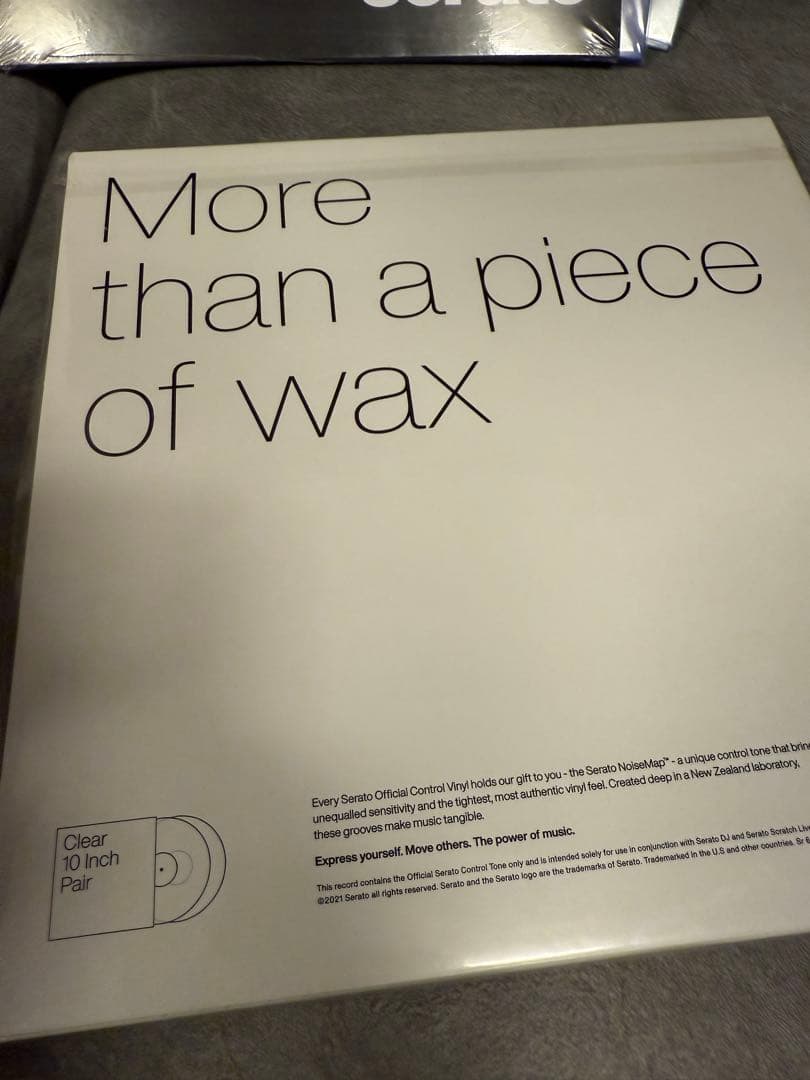 More
than a piece
of wax
Every Serato Official Control Vinyl holds our gift to you - the Serato NoiseMap™ - a unique control tone that
unequalled sensitivity and the tightest, most authentic vinyl feel. Created deep in a New Zealand laboratory,
these grooves make music tangible.
Express yourself. Move others. The power of music.
This record contains the Official Serato Control Tone only and is intended solely for use in conjunction with Serato DJ and Serato Scratch
©2021 Serato all rights reserved. Serato and the Serato logo are the trademarks of Serato. Trademarked in the U.S and other countries.
Clear
10 Inch
Pair